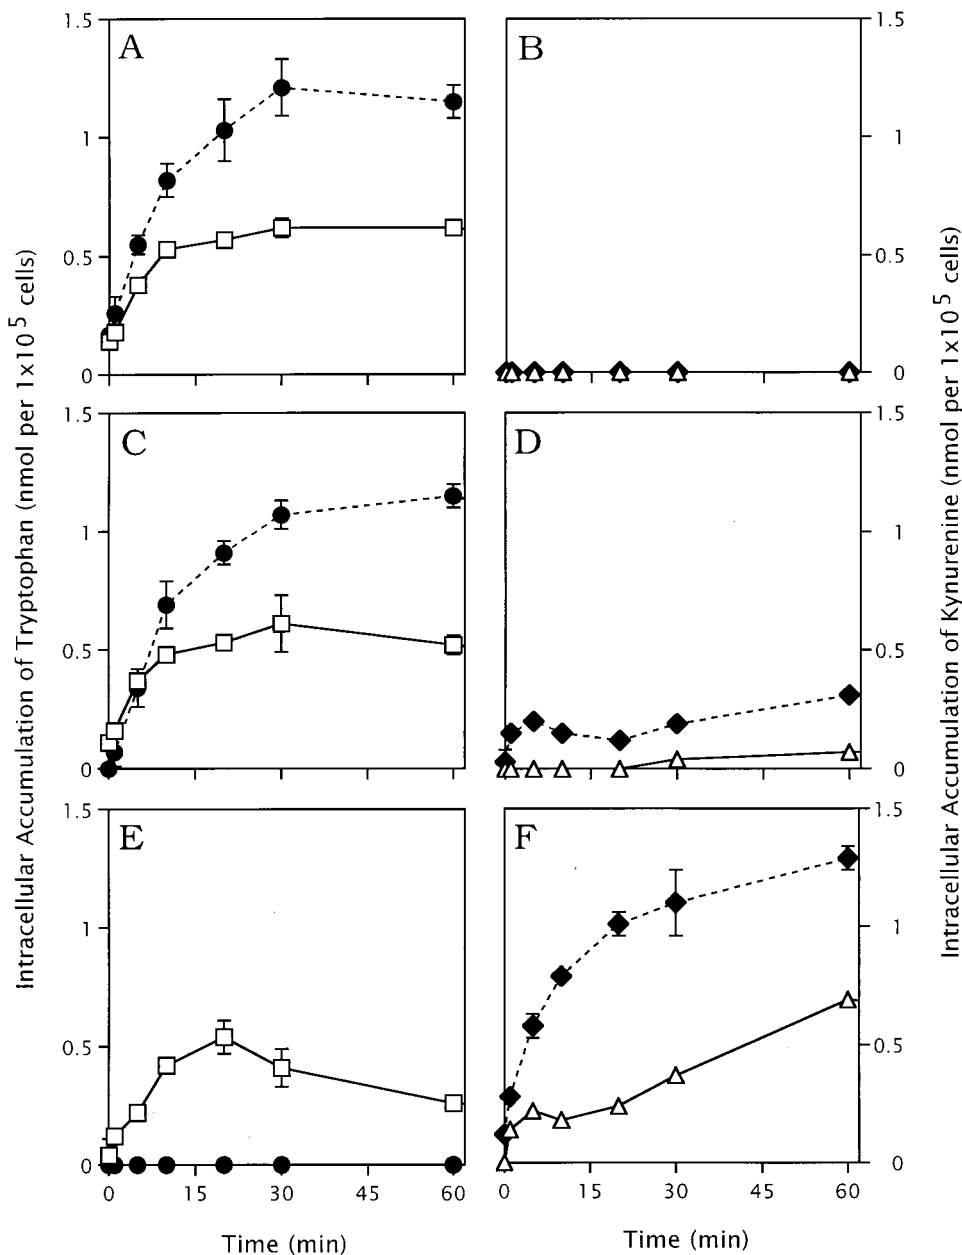 Intracellular Accumulation of Tryptophan (nmol per 1x10⁵ cells)
A
1.5
1
0.5
0
B
1.5
1
0.5
0
C
1.5
1
0.5
0
D
1.5
1
0.5
0
E
1.5
1
0.5
0
0 15 30 45 60
Time (min)
F
1.5
1
0.5
0
0 15 30 45 60
Time (min)
Intracellular Accumulation of Kynurenine (nmol per 1x10⁵ cells)